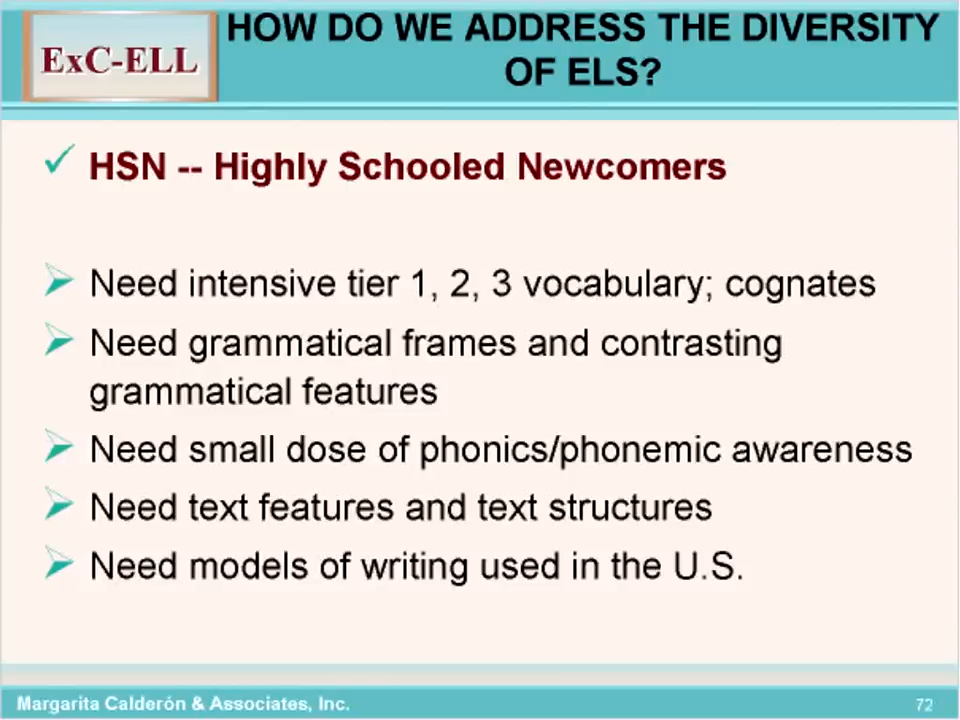 ExC-ELL
HOW DO WE ADDRESS THE DIVERSITY
OF ELS?
HSN -- Highly Schooled Newcomers
Need intensive tier 1, 2, 3 vocabulary; cognates
Need grammatical frames and contrasting
grammatical features
Need small dose of phonics/phonemic awareness
Need text features and text structures
Need models of writing used in the U.S.
Margarita Calderón & Associates, Inc.
72